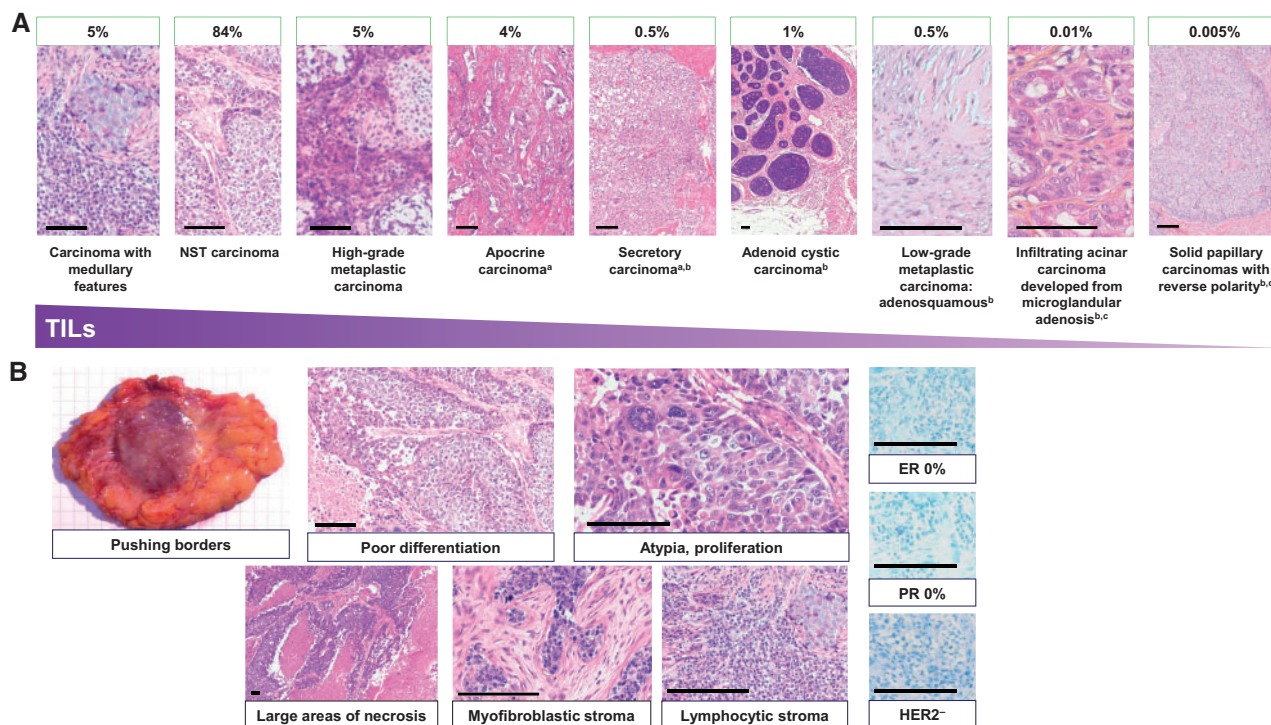 A
5%
84%
5%
4%
0.5%
1%
0.5%
0.01%
0.005%
Carcinoma with
medullary
features
NST carcinoma
High-grade
metaplastic
carcinoma
Apocrine
carcinomaᵃ
Secretory
carcinomaᵃ,ᵇ
Adenoid cystic
carcinomaᵇ
Low-grade
metaplastic
carcinoma:
adenosquamousᵇ
Infiltrating acinar
carcinoma
developed from
microglandular
adenosisᵇ,ᶜ
Solid papillary
carcinomas with
reverse polarityᵇ,ᶜ
TILs
B
Pushing borders
Poor differentiation
Atypia, proliferation
ER 0%
PR 0%
Large areas of necrosis
Myofibroblastic stroma
Lymphocytic stroma
HER2⁻